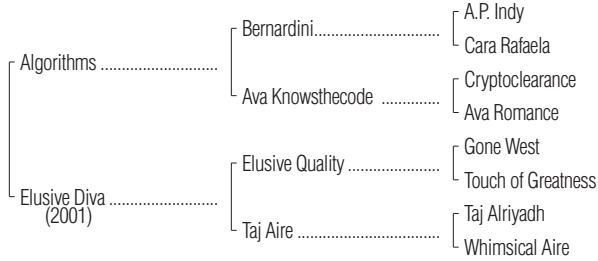 A.P. Indy
Bernardini................................
Cara Rafaela
Algorithms ...........................
Cryptoclearance
Ava Knowsthecode ..............
Ava Romance
Gone West
Elusive Quality ......................
Touch of Greatness
Elusive Diva .........................
(2001)
Taj Alriyadh
Taj Aire ..................................
Whimsical Aire